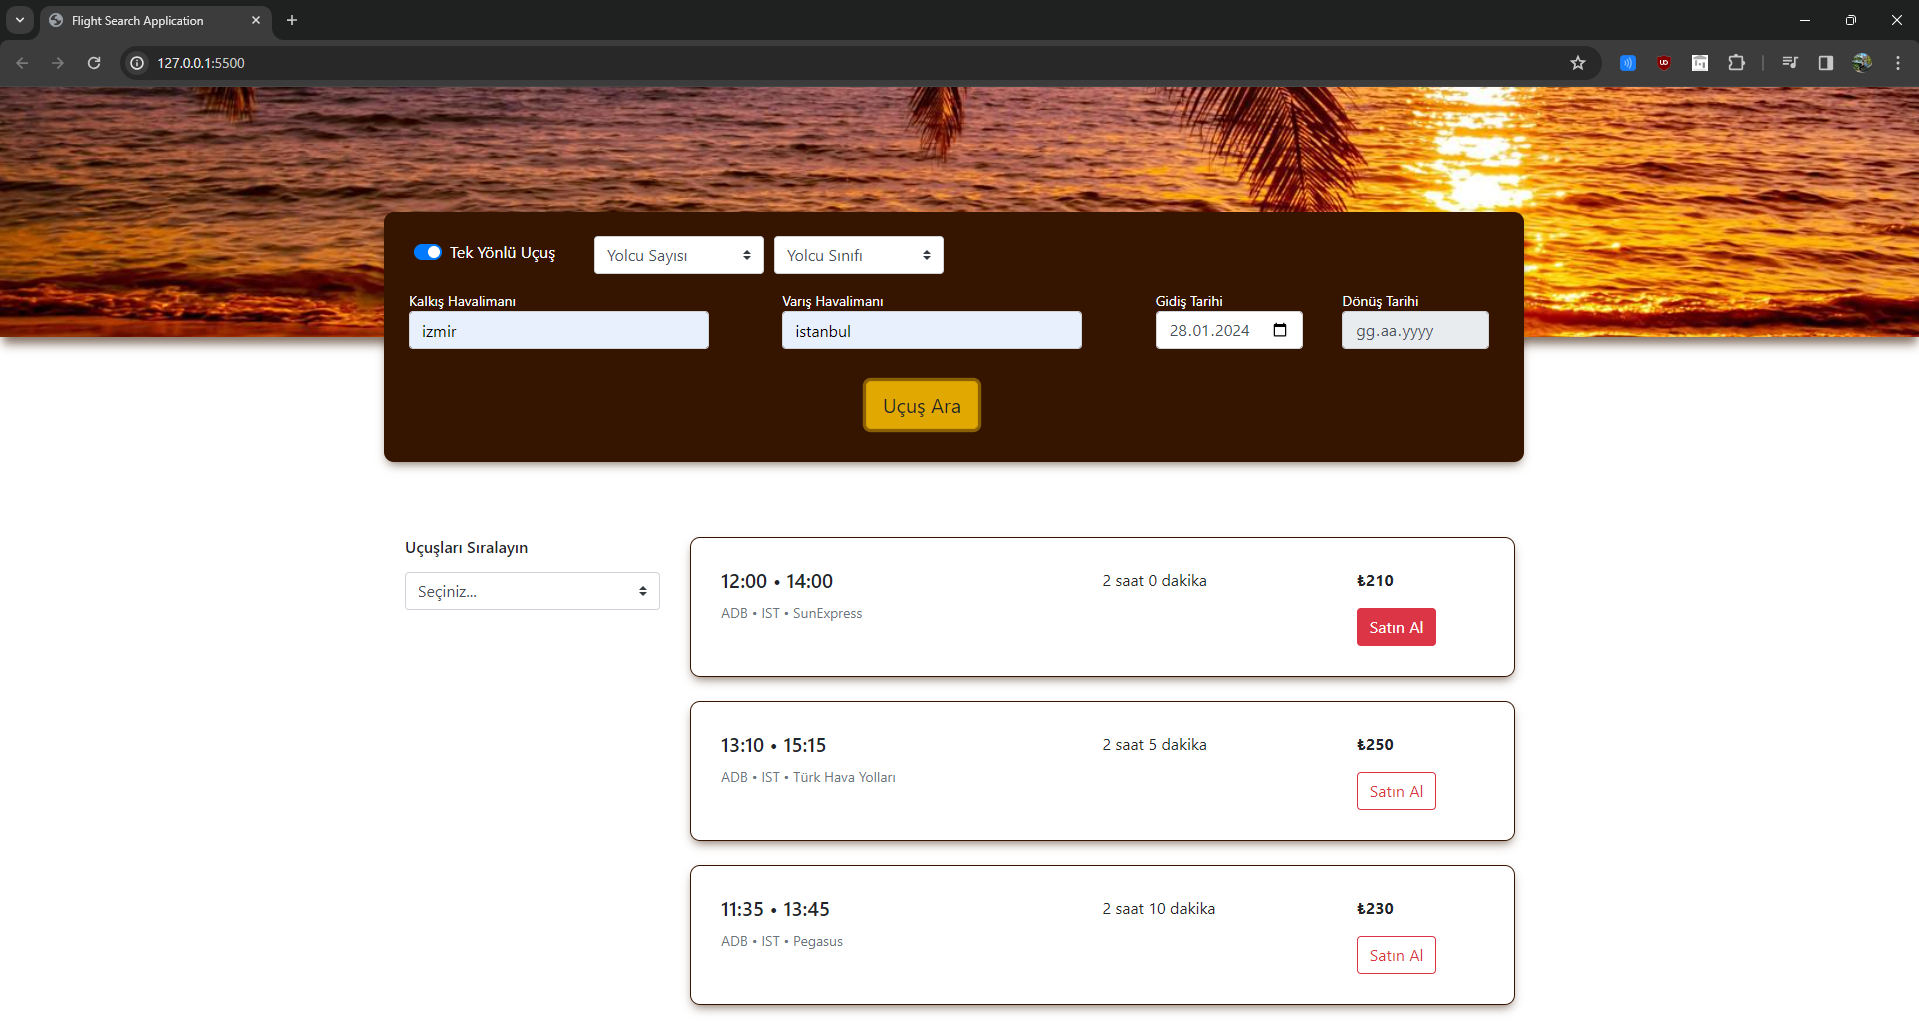 Flight Search Application
127.0.0.1:5500
Tek Yönlü Uçuş
Yolcu Sayısı
Yolcu Sınıfı
Kalkış Havalimanı
Varış Havalimanı
Gidiş Tarihi
Dönüş Tarihi
izmir
istanbul
28.01.2024
gg.aa.yyyy
Uçuş Ara
Uçuşları Sıralayın
Seçiniz...
12:00 • 14:00
2 saat 0 dakika
₺210
ADB • IST • SunExpress
Satın Al
13:10 • 15:15
2 saat 5 dakika
₺250
ADB • IST • Türk Hava Yolları
Satın Al
11:35 • 13:45
2 saat 10 dakika
₺230
ADB • IST • Pegasus
Satın Al